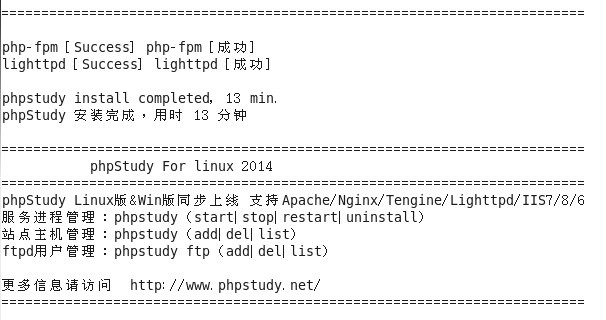 =========================================================================
php-fpm [ Success] php-fpm [成功]
lighttpd [ Success] lighttpd [成功]
phpstudy install completed, 13 min.
phpStudy 安装完成，用时 13 分钟
=========================================================================
phpStudy For linux 2014
=========================================================================
phpStudy Linux版&Win版同步上线 支持Apache/Nginx/Tengine/Lighttpd/IIS7/8/6
服务进程管理：phpstudy (start| stop| restart| uninstall)
站点主机管理：phpstudy (add| del| list)
ftpd用户管理：phpstudy ftp (add| del| list)
更多信息请访问 http://www.phpstudy.net/
=========================================================================